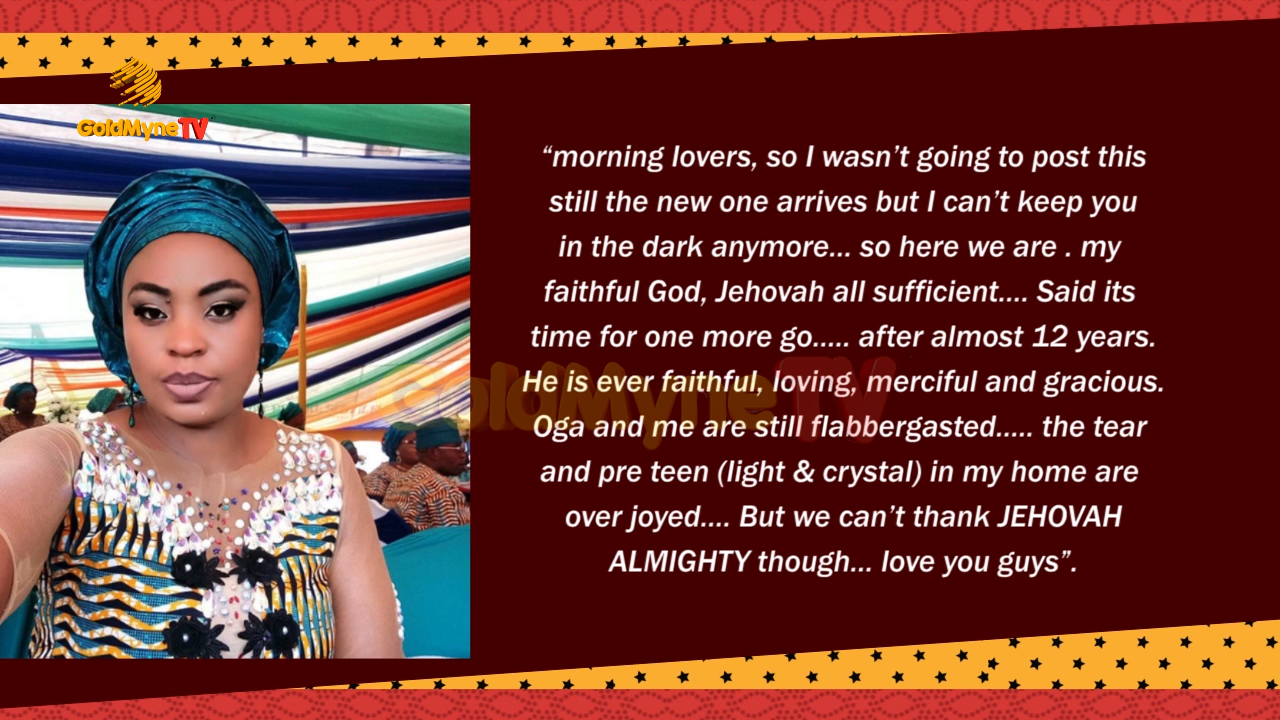 GoldMyneTV
“morning lovers, so I wasn’t going to post this
still the new one arrives but I can’t keep you
in the dark anymore... so here we are . my
faithful God, Jehovah all sufficient.... Said its
time for one more go..... after almost 12 years.
He is ever faithful, loving, merciful and gracious.
Oga and me are still flabbergasted..... the tear
and pre teen (light & crystal) in my home are
over joyed.... But we can’t thank JEHOVAH
ALMIGHTY though... love you guys”.
GoldMyneTV